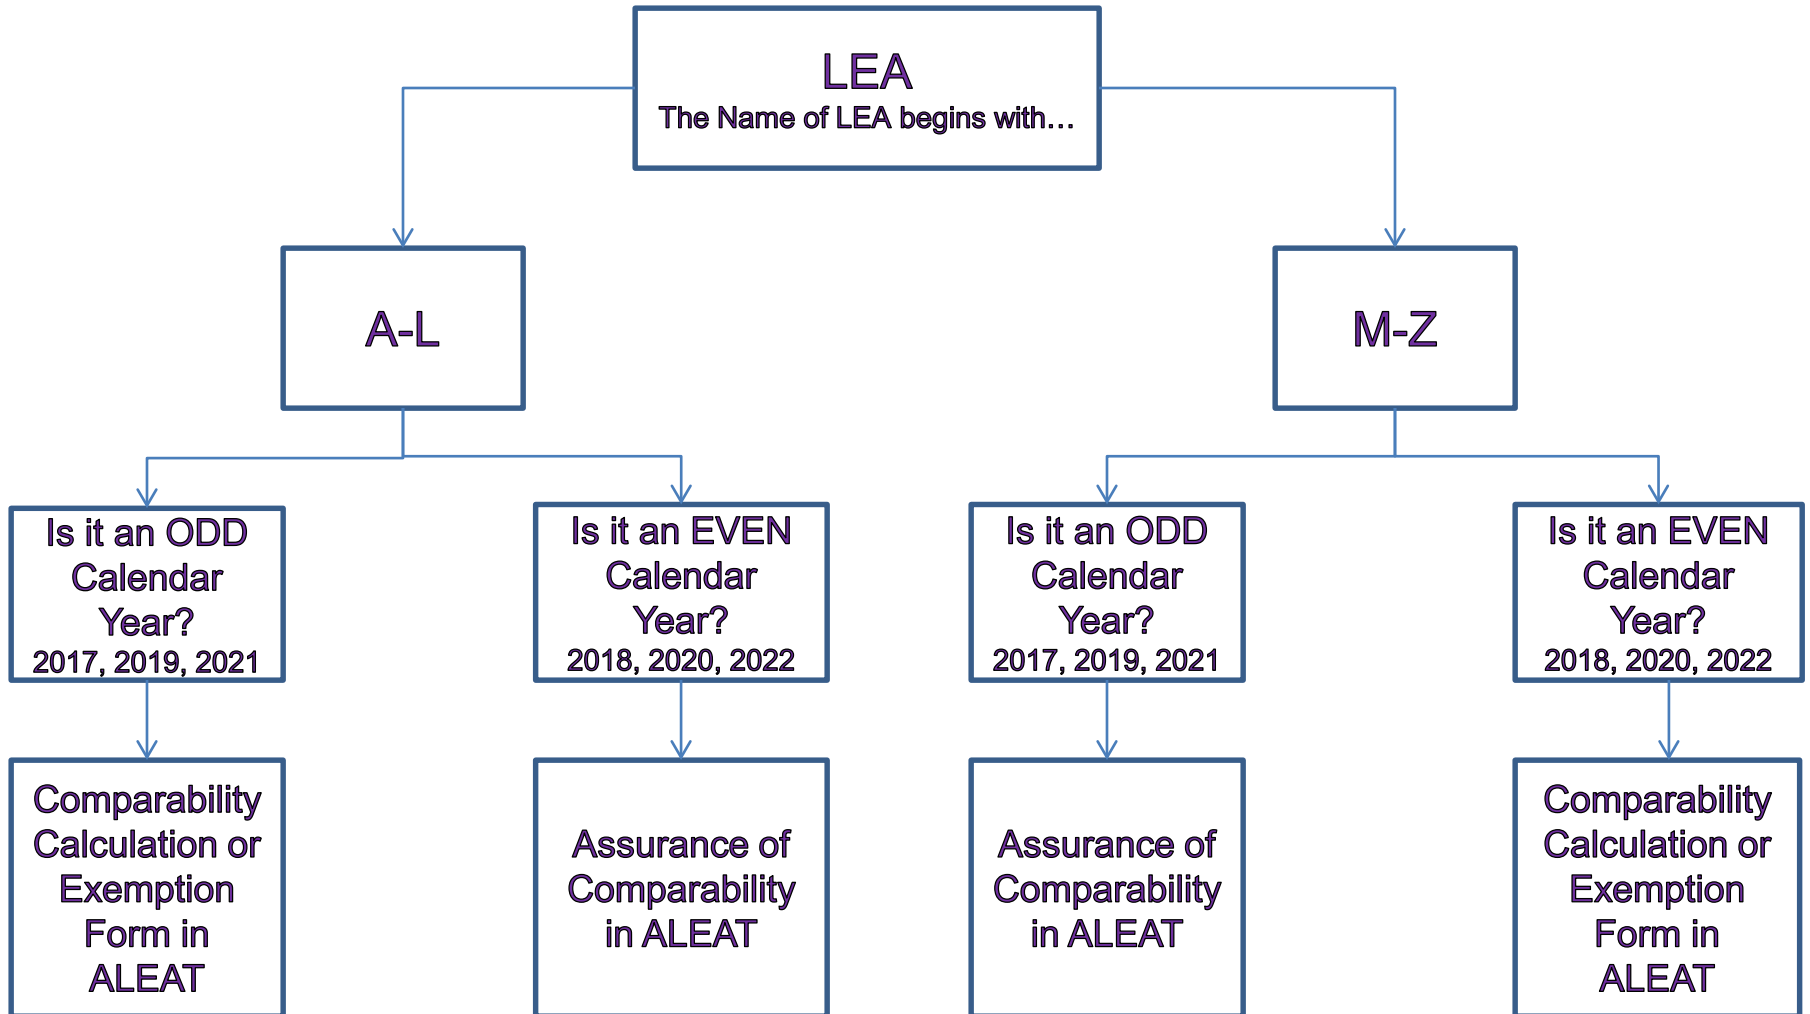 LEA
The Name of LEA begins with…
A-L
M-Z
Is it an ODD
Calendar
Year?
2017, 2019, 2021
Is it an EVEN
Calendar
Year?
2018, 2020, 2022
Is it an ODD
Calendar
Year?
2017, 2019, 2021
Is it an EVEN
Calendar
Year?
2018, 2020, 2022
Comparability
Calculation or
Exemption
Form in
ALEAT
Assurance of
Comparability
in ALEAT
Assurance of
Comparability
in ALEAT
Comparability
Calculation or
Exemption
Form in
ALEAT